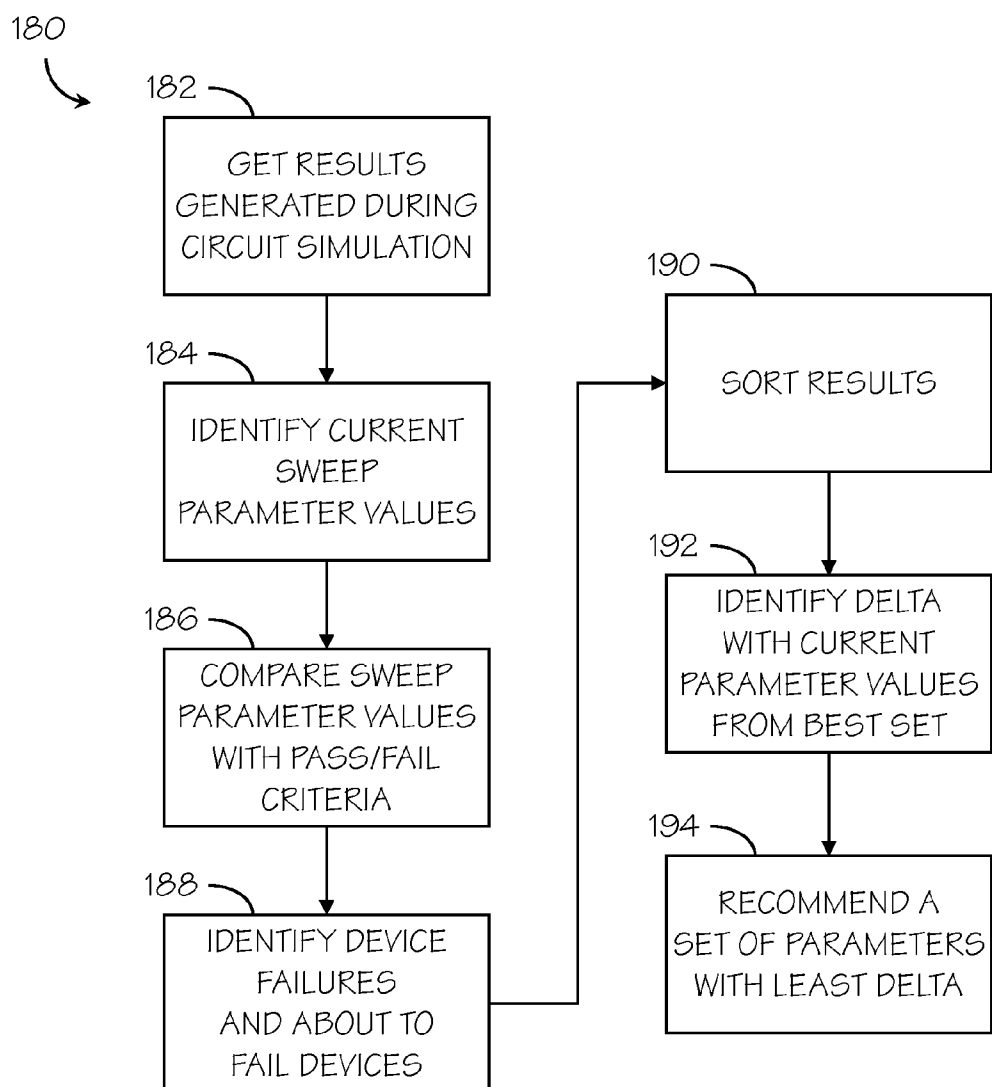 180
182
GET RESULTS
GENERATED DURING
CIRCUIT SIMULATION
184
IDENTIFY CURRENT
SWEEP
PARAMETER VALUES
186
COMPARE SWEEP
PARAMETER VALUES
WITH PASS/FAIL
CRITERIA
188
IDENTIFY DEVICE
FAILURES
AND ABOUT TO
FAIL DEVICES
190
SORT RESULTS
192
IDENTIFY DELTA
WITH CURRENT
PARAMETER VALUES
FROM BEST SET
194
RECOMMEND A
SET OF PARAMETERS
WITH LEAST DELTA